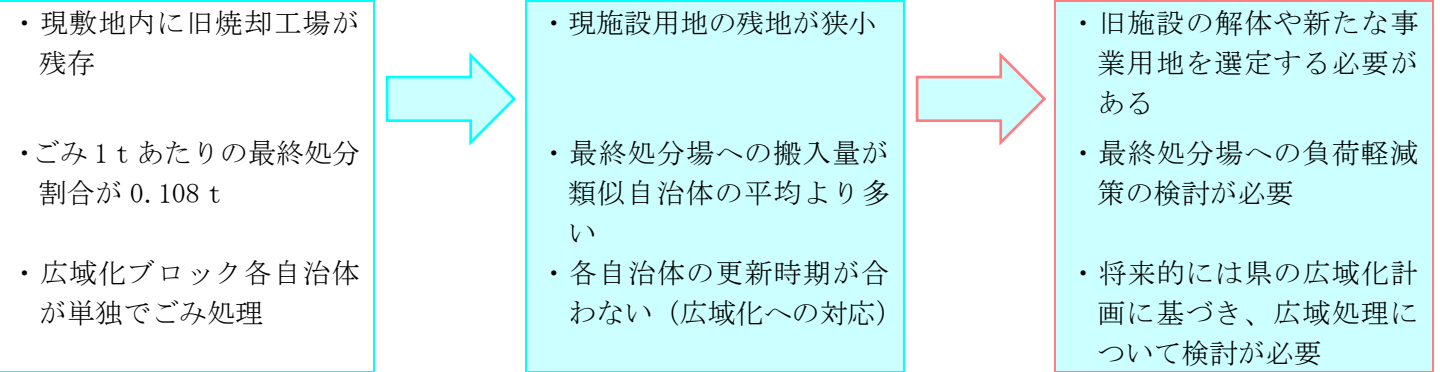 ・現敷地内に旧焼却工場が
残存
・ごみ1tあたりの最終処分
割合が0.108t
・広域化ブロック各自治体
が単独でごみ処理
・現施設用地の残地が狭小
・最終処分場への搬入量が
類似自治体の平均より多
い
・各自治体の更新時期が合
わない（広域化への対応）
・旧施設の解体や新たな事
業用地を選定する必要が
ある
・最終処分場への負荷軽減
策の検討が必要
・将来的には県の広域化計
画に基づき、広域処理に
ついて検討が必要